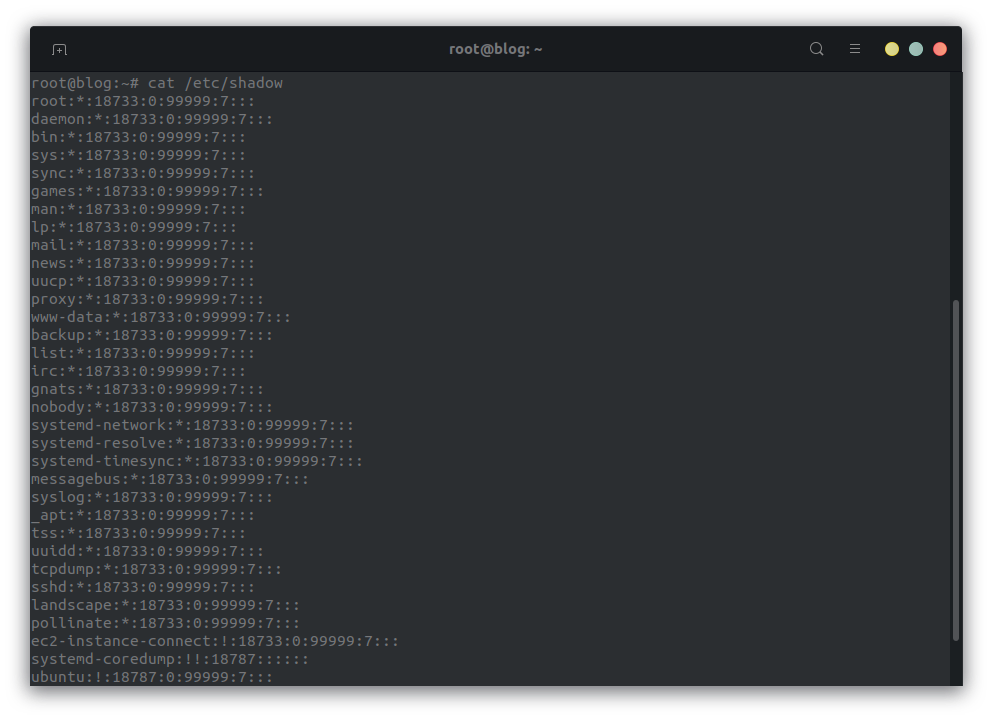 root@blog: ~
root@blog:~# cat /etc/shadow
root:*:18733:0:99999:7:::
daemon:*:18733:0:99999:7:::
bin:*:18733:0:99999:7:::
sys:*:18733:0:99999:7:::
sync:*:18733:0:99999:7:::
games:*:18733:0:99999:7:::
man:*:18733:0:99999:7:::
lp:*:18733:0:99999:7:::
mail:*:18733:0:99999:7:::
news:*:18733:0:99999:7:::
uucp:*:18733:0:99999:7:::
proxy:*:18733:0:99999:7:::
www-data:*:18733:0:99999:7:::
backup:*:18733:0:99999:7:::
list:*:18733:0:99999:7:::
irc:*:18733:0:99999:7:::
gnats:*:18733:0:99999:7:::
nobody:*:18733:0:99999:7:::
systemd-network:*:18733:0:99999:7:::
systemd-resolve:*:18733:0:99999:7:::
systemd-timesync:*:18733:0:99999:7:::
messagebus:*:18733:0:99999:7:::
syslog:*:18733:0:99999:7:::
_apt:*:18733:0:99999:7:::
tss:*:18733:0:99999:7:::
uuidd:*:18733:0:99999:7:::
tcpdump:*:18733:0:99999:7:::
sshd:*:18733:0:99999:7:::
landscape:*:18733:0:99999:7:::
pollinate:*:18733:0:99999:7:::
ec2-instance-connect:!:18733:0:99999:7:::
systemd-coredump:!!:18787::::::
ubuntu:!:18787:0:99999:7:::